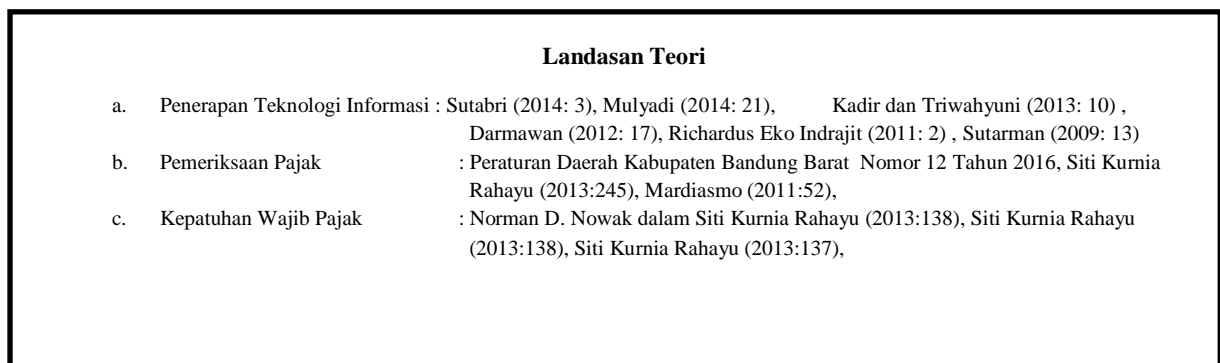 Landasan Teori
a. Penerapan Teknologi Informasi : Sutabri (2014: 3), Mulyadi (2014: 21), Kadir dan Triwahyuni (2013: 10) ,
Darmawan (2012: 17), Richardus Eko Indrajit (2011: 2) , Sutarman (2009: 13)
b. Pemeriksaan Pajak : Peraturan Daerah Kabupaten Bandung Barat Nomor 12 Tahun 2016, Siti Kurnia
Rahayu (2013:245), Mardiasmo (2011:52),
c. Kepatuhan Wajib Pajak : Norman D. Nowak dalam Siti Kurnia Rahayu (2013:138), Siti Kurnia Rahayu
(2013:138), Siti Kurnia Rahayu (2013:137),